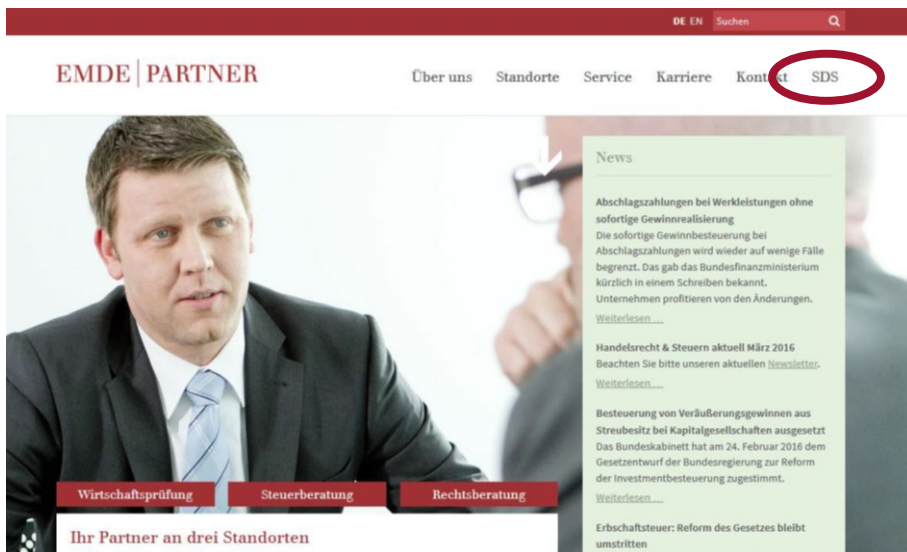 DE EN Suchen
EMDE | PARTNER
Über uns Standorte Service Karriere Kontakt SDS
News
Abschlagszahlungen bei Werkleistungen ohne
sofortige Gewinnrealisierung
Die sofortige Gewinnbesteuerung bei
Abschlagszahlungen wird wieder auf wenige Fälle
begrenzt. Das gab das Bundesfinanzministerium
kürzlich in einem Schreiben bekannt.
Unternehmen profitieren von den Änderungen.
Weiterlesen ...
Handelsrecht & Steuern aktuell März 2016
Beachten Sie bitte unseren aktuellen Newsletter.
Weiterlesen ...
Besteuerung von Veräußerungsgewinnen aus
Streubesitz bei Kapitalgesellschaften ausgesetzt
Das Bundeskabinett hat am 24. Februar 2016 dem
Gesetzentwurf der Bundesregierung zur Reform
der Investmentbesteuerung zugestimmt.
Weiterlesen ...
Erbschaftsteuer: Reform des Gesetzes bleibt
umstritten
Wirtschaftsprüfung Steuerberatung Rechtsberatung
Ihr Partner an drei Standorten